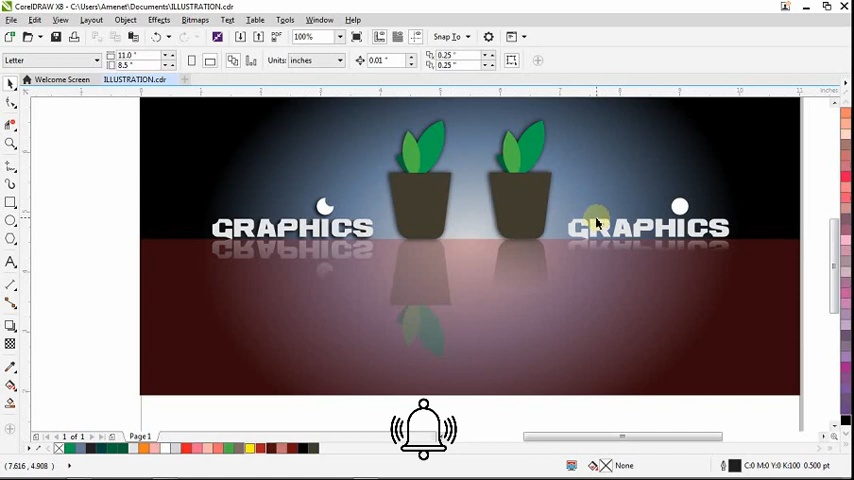 CorelDRAW X8 - C:\Users\Amenet\Documents\ILLUSTRATION.cdr
File Edit View Layout Object Effects Bitmaps Text Table Tools Window Help
PDF 100% Snap To
Letter 11.0 " 8.5 " Units: inches 0.01 " 0.25 " 0.25 "
Welcome Screen ILLUSTRATION.cdr
inches
GRAPHICS GRAPHICS
1 of 1 Page 1
(7.616, 4.908) None C:0 M:0 Y:0 K:100 0.500 pt